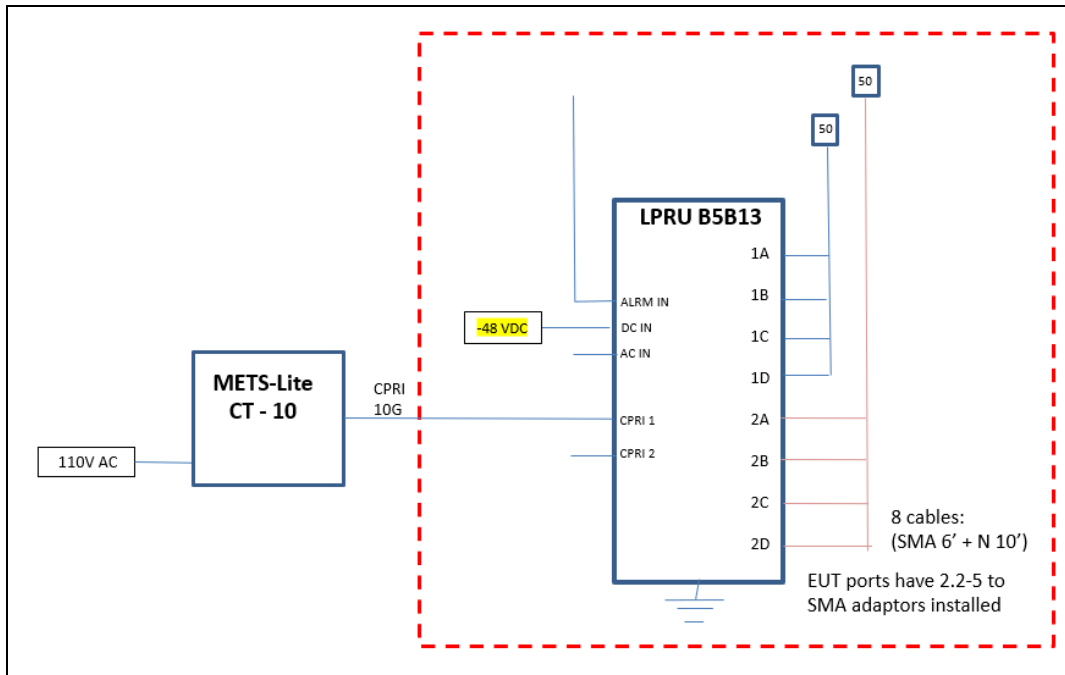 50
50
LPRU B5B13
1A
1B
1C
1D
2A
2B
2C
2D
ALRM IN
DC IN
AC IN
CPRI 1
CPRI 2
-48 VDC
METS-Lite
CT - 10
CPRI
10G
110V AC
8 cables:
(SMA 6’ + N 10’)
EUT ports have 2.2-5 to
SMA adaptors installed